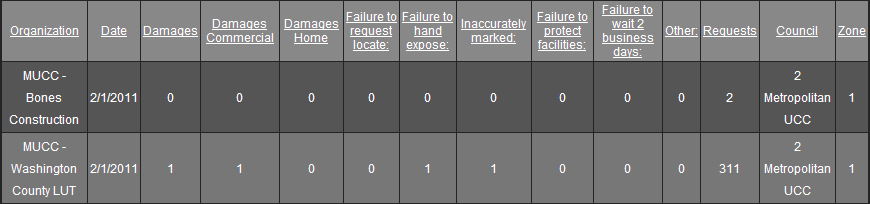 Organization Date Damages Damages Commercial Damages Home Failure to request locate: Failure to hand expose: Inaccurately marked: Failure to protect facilities: Failure to wait 2 business days: Other: Requests Council Zone
MUCC - Bones Construction 2/1/2011 0 0 0 0 0 0 0 0 0 2 2 Metropolitan UCC 1
MUCC - Washington County LUT 2/1/2011 1 1 0 0 1 1 0 0 0 311 2 Metropolitan UCC 1